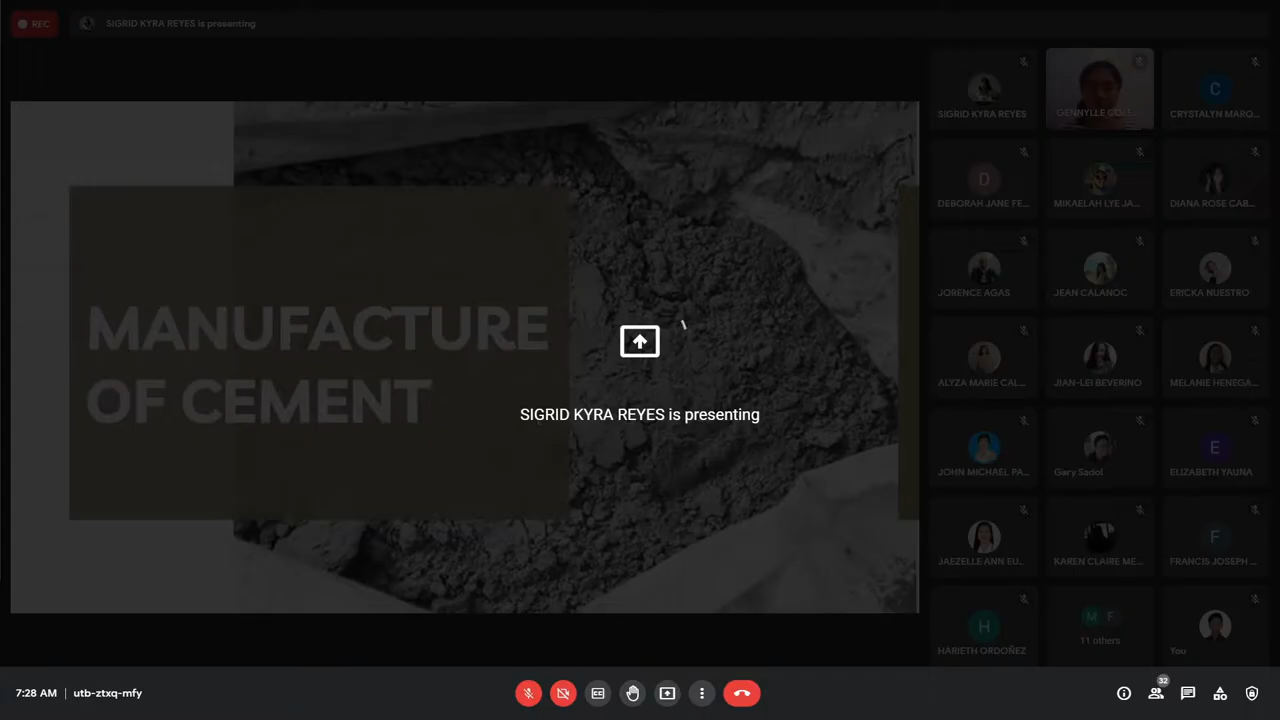 REC
SIGRID KYRA REYES is presenting
MANUFACTURE
OF CEMENT
SIGRID KYRA REYES is presenting
SIGRID KYRA REYES
GENNYLLE
CRYSTALYN MARQ...
D
C
DEBORAH JANE FE...
MIKAELAH LYE JA...
DIANA ROSE CAB...
JORENCE AGAS
JEAN CALANOC
ERICKA NUESTRO
ALYZA MARIE CAL...
JIAN-LEI BEVERINO
MELANIE HENEGA...
JOHN MICHAEL PA...
Gary Saciol
E
ELIZABETH YAUNA
JAEZELLE ANN EU...
KAREN CLAIRE ME...
F
FRANCIS JOSEPH ...
H
HARIETH ORDOÑEZ
M F
11 others
You
7:28 AM | utb-ztxq-mfy
CC
32